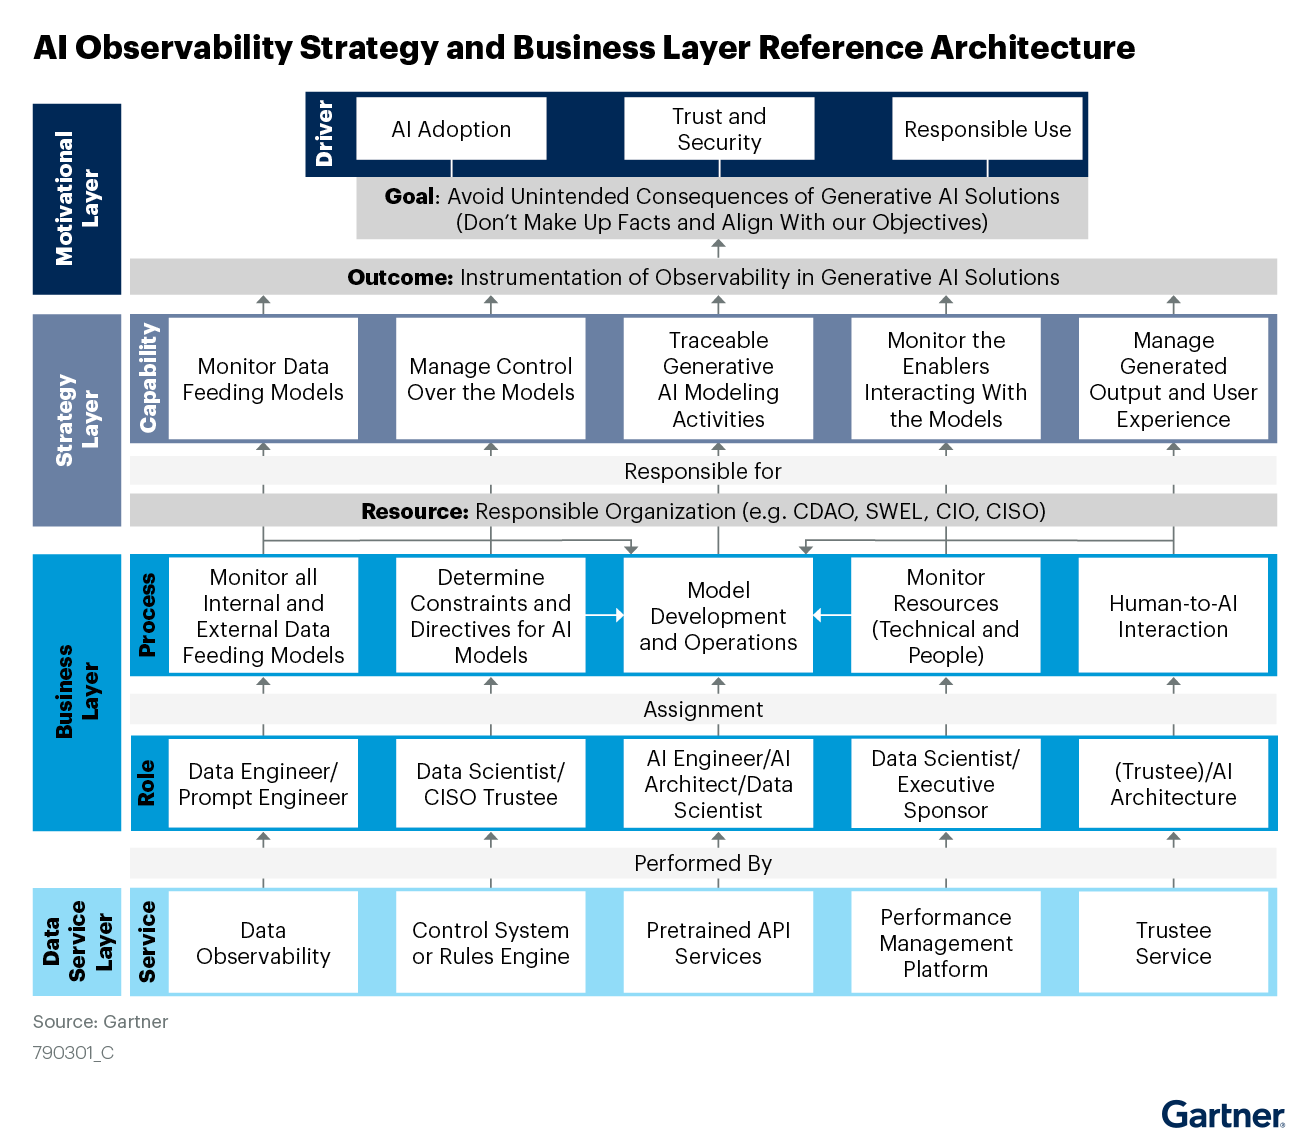 AI Observability Strategy and Business Layer Reference Architecture
Motivational
Layer
Driver
AI Adoption
Trust and
Security
Responsible Use
Goal: Avoid Unintended Consequences of Generative AI Solutions
(Don’t Make Up Facts and Align With our Objectives)
Outcome: Instrumentation of Observability in Generative AI Solutions
Strategy
Layer
Capability
Monitor Data
Feeding Models
Manage Control
Over the Models
Traceable
Generative
AI Modeling
Activities
Monitor the
Enablers
Interacting With
the Models
Manage
Generated
Output and User
Experience
Responsible for
Resource: Responsible Organization (e.g. CDAO, SWEL, CIO, CISO)
Business
Layer
Process
Monitor all
Internal and
External Data
Feeding Models
Determine
Constraints and
Directives for AI
Models
Model
Development
and Operations
Monitor
Resources
(Technical and
People)
Human-to-AI
Interaction
Assignment
Role
Data Engineer/
Prompt Engineer
Data Scientist/
CISO Trustee
AI Engineer/AI
Architect/Data
Scientist
Data Scientist/
Executive
Sponsor
(Trustee)/AI
Architecture
Performed By
Data
Service
Layer
Service
Data
Observability
Control System
or Rules Engine
Pretrained API
Services
Performance
Management
Platform
Trustee
Service
Source: Gartner
790301_C
Gartner®